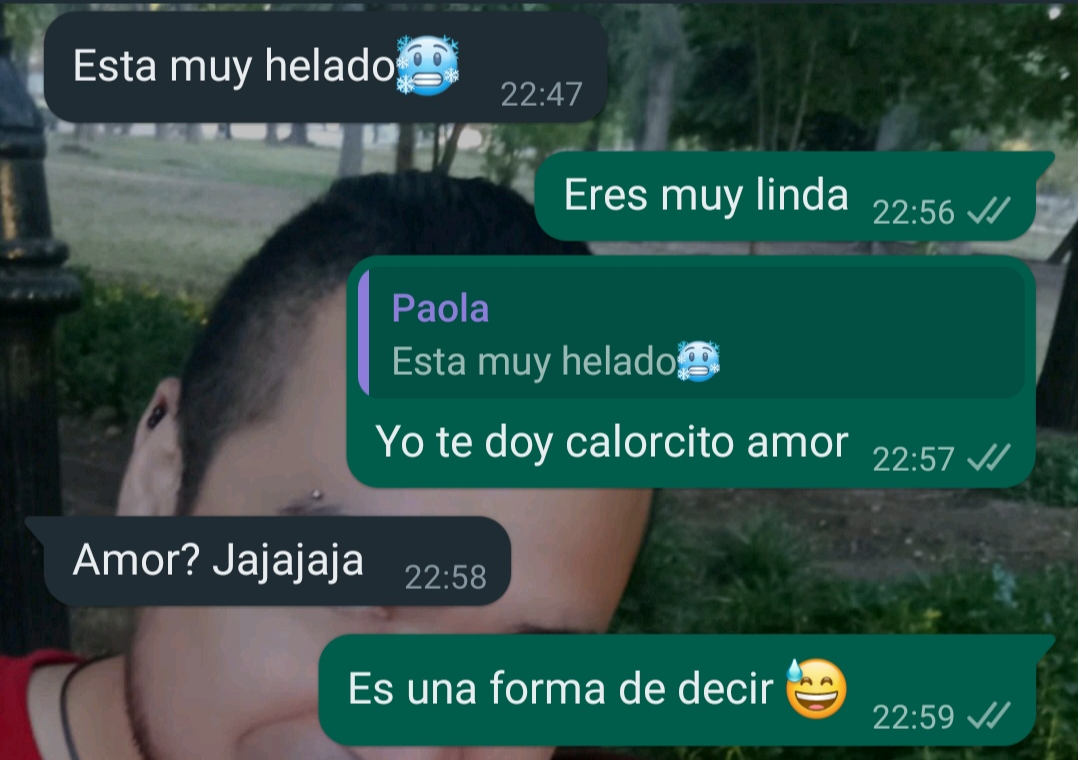 Esta muy helado🥶
22:47
Eres muy linda
22:56
Paola
Esta muy helado🥶
Yo te doy calorcito amor
22:57
Amor? Jajajaja
22:58
Es una forma de decir 😅
22:59